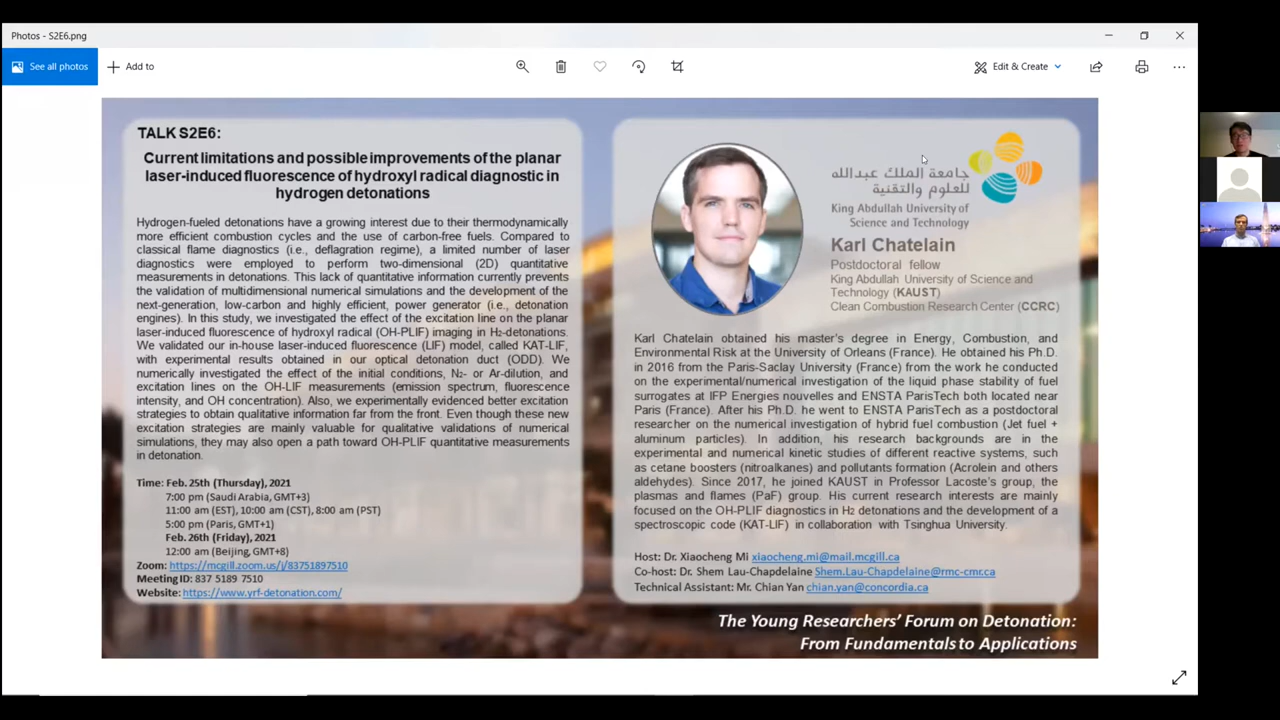 Photos - S2E6.png
See all photos
Add to
Edit & Create
TALK S2E6:
Current limitations and possible improvements of the planar
laser-induced fluorescence of hydroxyl radical diagnostic in
hydrogen detonations
Hydrogen-fueled detonations have a growing interest due to their thermodynamically
more efficient combustion cycles and the use of carbon-free fuels. Compared to
classical flame diagnostics (i.e., deflagration regime), a limited number of laser
diagnostics were employed to perform two-dimensional (2D) quantitative
measurements in detonations. This lack of quantitative information currently prevents
the validation of multidimensional numerical simulations and the development of the
next-generation, low-carbon and highly efficient, power generator (i.e., detonation
engines). In this study, we investigated the effect of the excitation line on the planar
laser-induced fluorescence of hydroxyl radical (OH-PLIF) imaging in H₂-detonations.
We validated our in-house laser-induced fluorescence (LIF) model, called KAT-LIF,
with experimental results obtained in our optical detonation duct (ODD). We
numerically investigated the effect of the initial conditions, N₂- or Ar-dilution, and
excitation lines on the OH-LIF measurements (emission spectrum, fluorescence
intensity, and OH concentration). Also, we experimentally evidenced better excitation
strategies to obtain qualitative information far from the front. Even though these new
excitation strategies are mainly valuable for qualitative validations of numerical
simulations, they may also open a path toward OH-PLIF quantitative measurements
in detonation.
Time: Feb. 25th (Thursday), 2021
7:00 pm (Saudi Arabia, GMT+3)
11:00 am (EST), 10:00 am (CST), 8:00 am (PST)
5:00 pm (Paris, GMT+1)
Feb. 26th (Friday), 2021
12:00 am (Beijing, GMT+8)
Zoom: https://mcgill.zoom.us/j/83751897510
Meeting ID: 837 5189 7510
Website: https://www.yrf-detonation.com/
جامعة الملك عبدالله
للعلوم والتقنية
King Abdullah University of
Science and Technology
Karl Chatelain
Postdoctoral fellow
King Abdullah University of Science and
Technology (KAUST)
Clean Combustion Research Center (CCRC)
Karl Chatelain obtained his master's degree in Energy, Combustion, and
Environmental Risk at the University of Orleans (France). He obtained his Ph.D.
in 2016 from the Paris-Saclay University (France) from the work he conducted
on the experimental/numerical investigation of the liquid phase stability of fuel
surrogates at IFP Energies nouvelles and ENSTA ParisTech both located near
Paris (France). After his Ph.D. he went to ENSTA ParisTech as a postdoctoral
researcher on the numerical investigation of hybrid fuel combustion (Jet fuel +
aluminum particles). In addition, his research backgrounds are in the
experimental and numerical kinetic studies of different reactive systems, such
as cetane boosters (nitroalkanes) and pollutants formation (Acrolein and others
aldehydes). Since 2017, he joined KAUST in Professor Lacoste's group, the
plasmas and flames (PaF) group. His current research interests are mainly
focused on the OH-PLIF diagnostics in H₂ detonations and the development of a
spectroscopic code (KAT-LIF) in collaboration with Tsinghua University.
Host: Dr. Xiaocheng Mi xiaocheng.mi@mail.mcgill.ca
Co-host: Dr. Shem Lau-Chapdelaine Shem.Lau-Chapdelaine@rmc-cmr.ca
Technical Assistant: Mr. Chian Yan chian.yan@concordia.ca
The Young Researchers' Forum on Detonation:
From Fundamentals to Applications